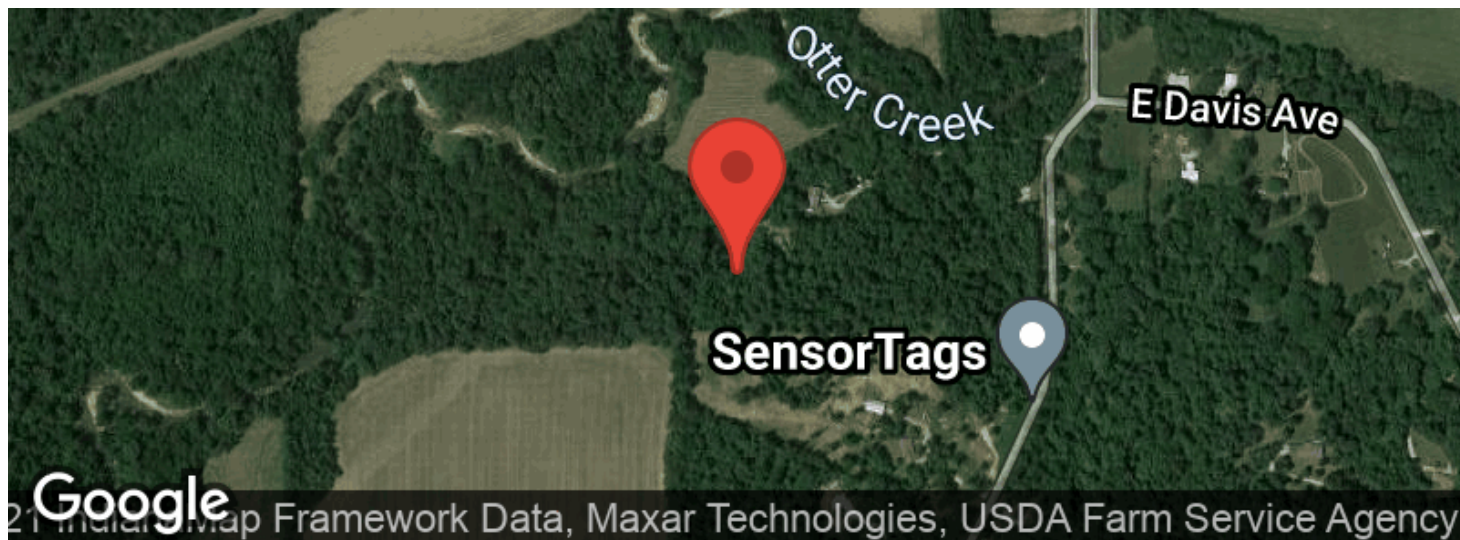 Otter Creek
E Davis Ave
SensorTags
Google
Map Framework Data, Maxar Technologies, USDA Farm Service Agency